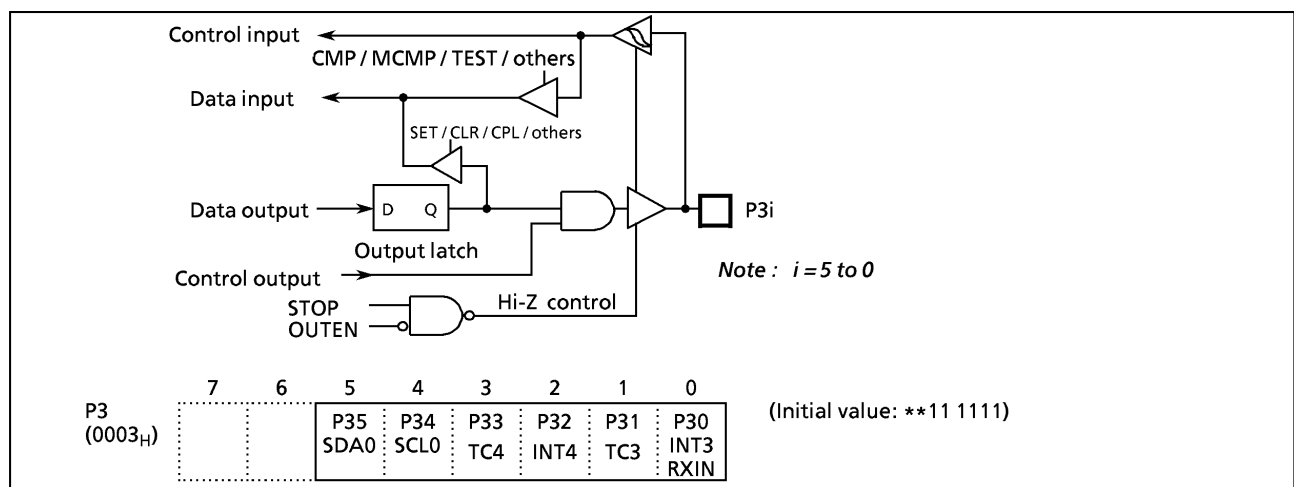 Control input
CMP / MCMP / TEST / others
Data input
SET / CLR / CPL / others
Data output
D Q
P3i
Output latch
Control output
Note : i = 5 to 0
STOP
OUTEN
Hi-Z control
7 6 5 4 3 2 1 0
P3
(0003H)
P35 P34 P33 P32 P31 P30
SDA0 SCL0 TC4 INT4 TC3 INT3
RXIN
(Initial value: **11 1111)